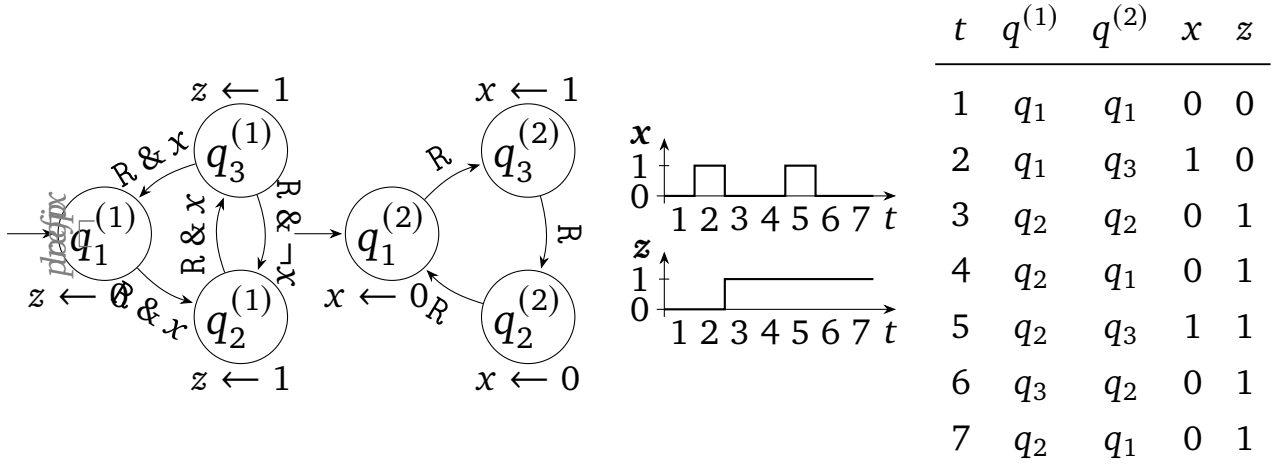 z ← 1
R & x
q₃⁽¹⁾
R & ¬x
R & x
q₁⁽¹⁾
z ← 0
R & x
q₂⁽¹⁾
z ← 1
x ← 1
R
q₃⁽²⁾
q₁⁽²⁾
x ← 0
R
R
q₂⁽²⁾
x ← 0
x
1
0
1 2 3 4 5 6 7 t
z
1
0
1 2 3 4 5 6 7 t
t q⁽¹⁾ q⁽²⁾ x z
1 q₁ q₁ 0 0
2 q₁ q₃ 1 0
3 q₂ q₂ 0 1
4 q₂ q₁ 0 1
5 q₂ q₃ 1 1
6 q₃ q₂ 0 1
7 q₂ q₁ 0 1